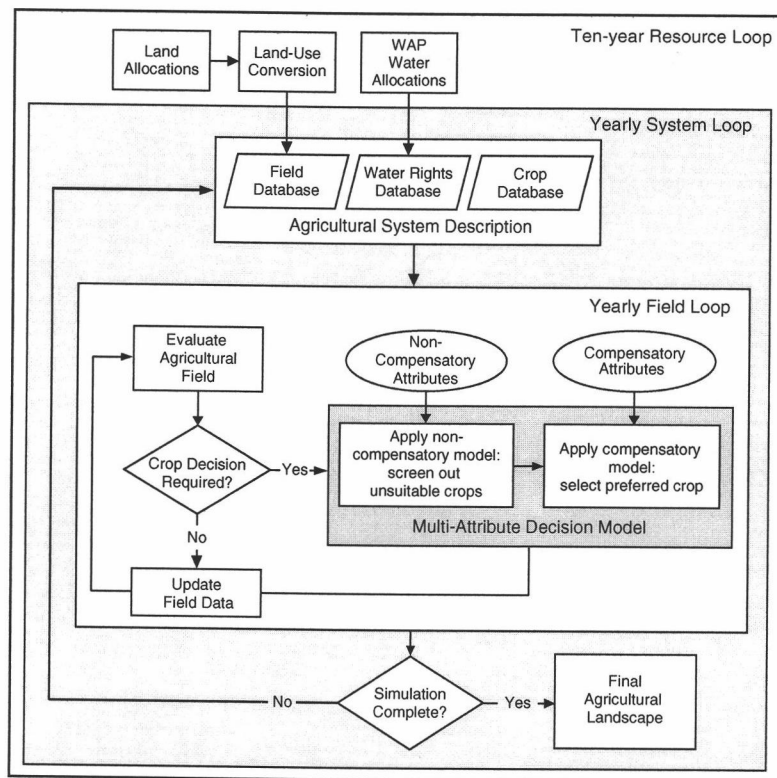 Ten-year Resource Loop
Land
Allocations
Land-Use
Conversion
WAP
Water
Allocations
Yearly System Loop
Field
Database
Water Rights
Database
Crop
Database
Agricultural System Description
Yearly Field Loop
Evaluate
Agricultural
Field
Non-
Compensatory
Attributes
Compensatory
Attributes
Crop Decision
Required?
Yes
Apply non-
compensatory model:
screen out
unsuitable crops
Apply compensatory
model:
select preferred crop
Multi-Attribute Decision Model
No
Update
Field Data
No
Simulation
Complete?
Yes
Final
Agricultural
Landscape